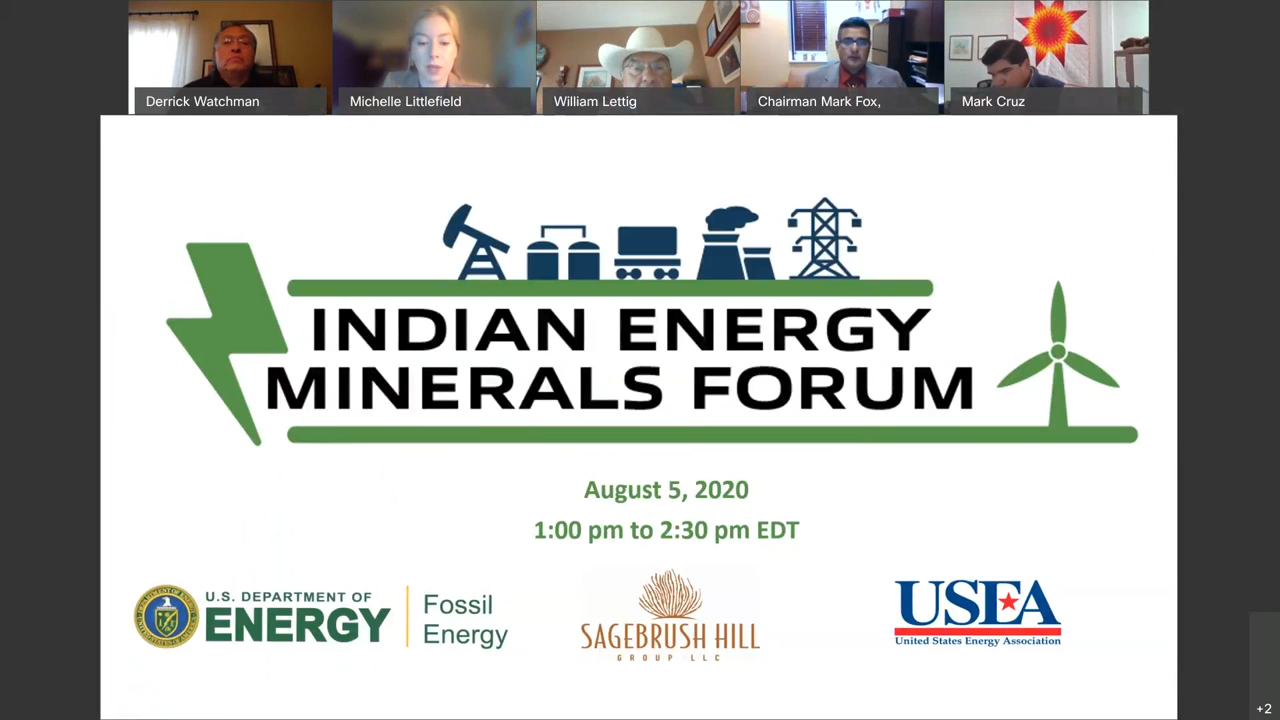 Derrick Watchman
Michelle Littlefield
William Lettig
Chairman Mark Fox,
Mark Cruz
INDIAN ENERGY
MINERALS FORUM
August 5, 2020
1:00 pm to 2:30 pm EDT
U.S. DEPARTMENT OF
ENERGY
Fossil
Energy
SAGEBRUSH HILL
GROUP LLC
USEA
United States Energy Association
+2